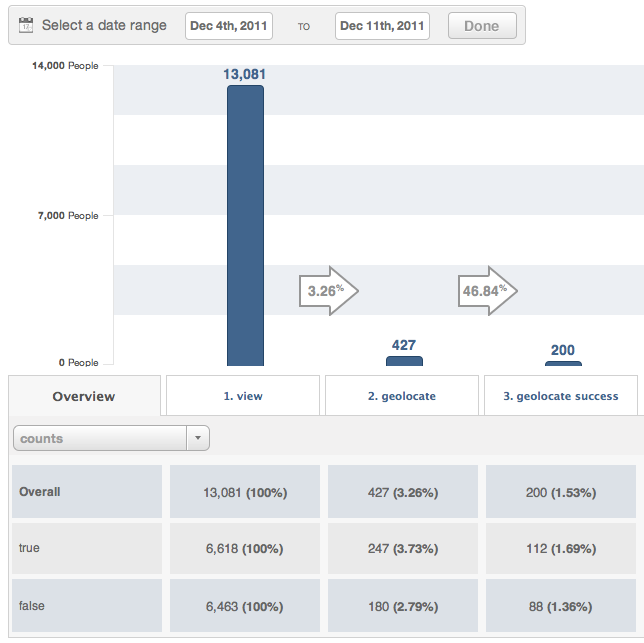 Select a date range Dec 4th, 2011 TO Dec 11th, 2011 Done
14,000 People
13,081
7,000 People
3.26% 46.84%
427
200
0 People
Overview 1. view 2. geolocate 3. geolocate success
counts
Overall 13,081 (100%) 427 (3.26%) 200 (1.53%)
true 6,618 (100%) 247 (3.73%) 112 (1.69%)
false 6,463 (100%) 180 (2.79%) 88 (1.36%)